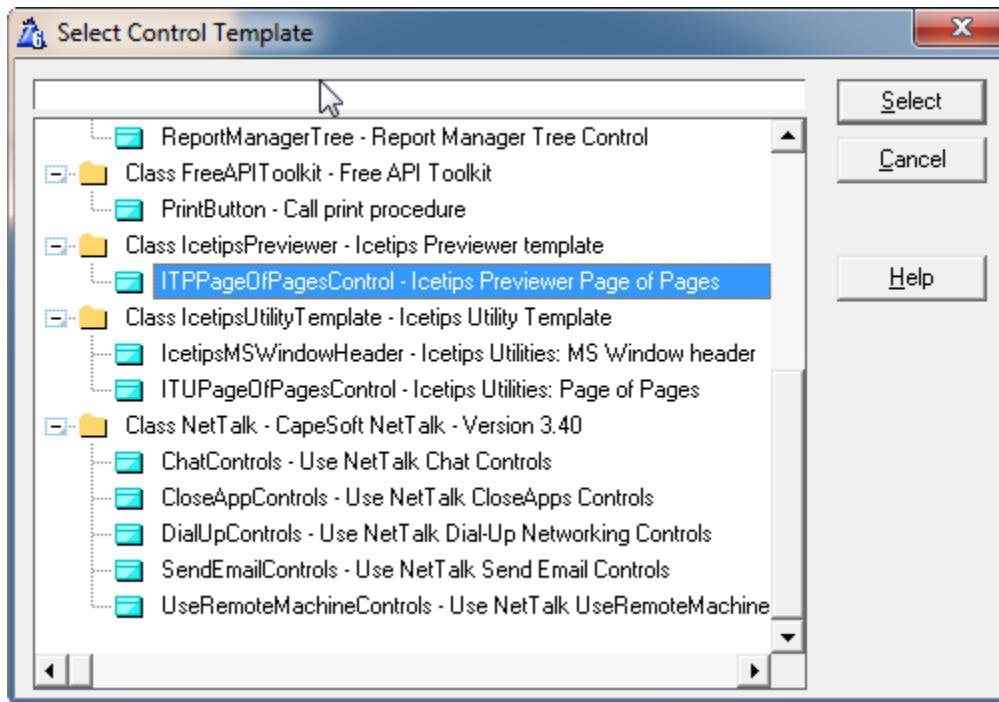 Select Control Template
Select
ReportManagerTree - Report Manager Tree Control
Cancel
Class FreeAPIToolkit - Free API Toolkit
PrintButton - Call print procedure
Class IcetipsPreviewer - Icetips Previewer template
ITPPageOfPagesControl - Icetips Previewer Page of Pages
Help
Class IcetipsUtilityTemplate - Icetips Utility Template
IcetipsMSWindowHeader - Icetips Utilities: MS Window header
ITUPageOfPagesControl - Icetips Utilities: Page of Pages
Class NetTalk - CapeSoft NetTalk - Version 3.40
ChatControls - Use NetTalk Chat Controls
CloseAppControls - Use NetTalk CloseApps Controls
DialUpControls - Use NetTalk Dial-Up Networking Controls
SendEmailControls - Use NetTalk Send Email Controls
UseRemoteMachineControls - Use NetTalk UseRemoteMachine